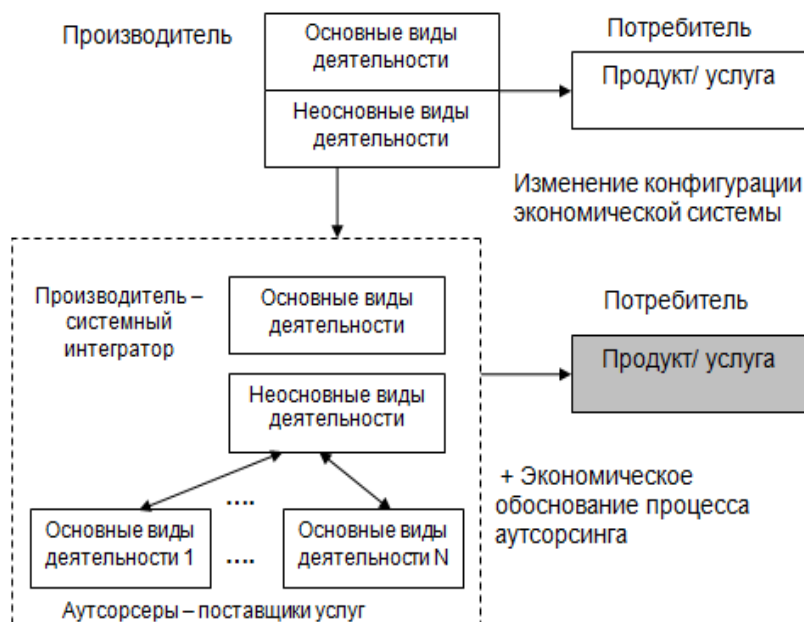 Производитель
Основные виды
деятельности
Неосновные виды
деятельности
Потребитель
Продукт/ услуга
Изменение конфигурации
экономической системы
Производитель –
системный
интегратор
Основные виды
деятельности
Неосновные виды
деятельности
Потребитель
Продукт/ услуга
+ Экономическое
обоснование процесса
аутсорсинга
....
Основные виды
деятельности 1
....
Основные виды
деятельности N
Аутсорсеры – поставщики услуг